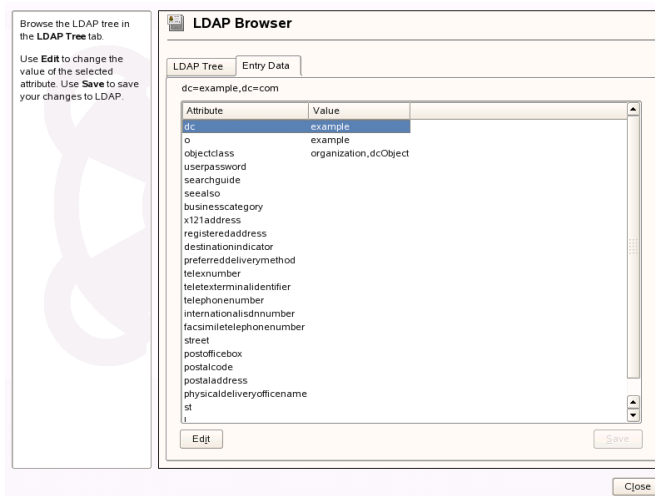 Browse the LDAP tree in
the LDAP Tree tab.
Use Edit to change the
value of the selected
attribute. Use Save to save
your changes to LDAP.
LDAP Browser
LDAP Tree
Entry Data
dc=example,dc=com
Attribute Value
dc example
o example
objectclass organization,dcObject
userpassword
searchguide
seealso
businesscategory
x121address
registeredaddress
destinationindicator
preferreddeliverymethod
telexnumber
teletexterminalidentifier
telephonenumber
internationalisdnnumber
facsimiletelephonenumber
street
postofficebox
postalcode
postaladdress
physicaldeliveryofficename
st
l
Edit
Save
Close